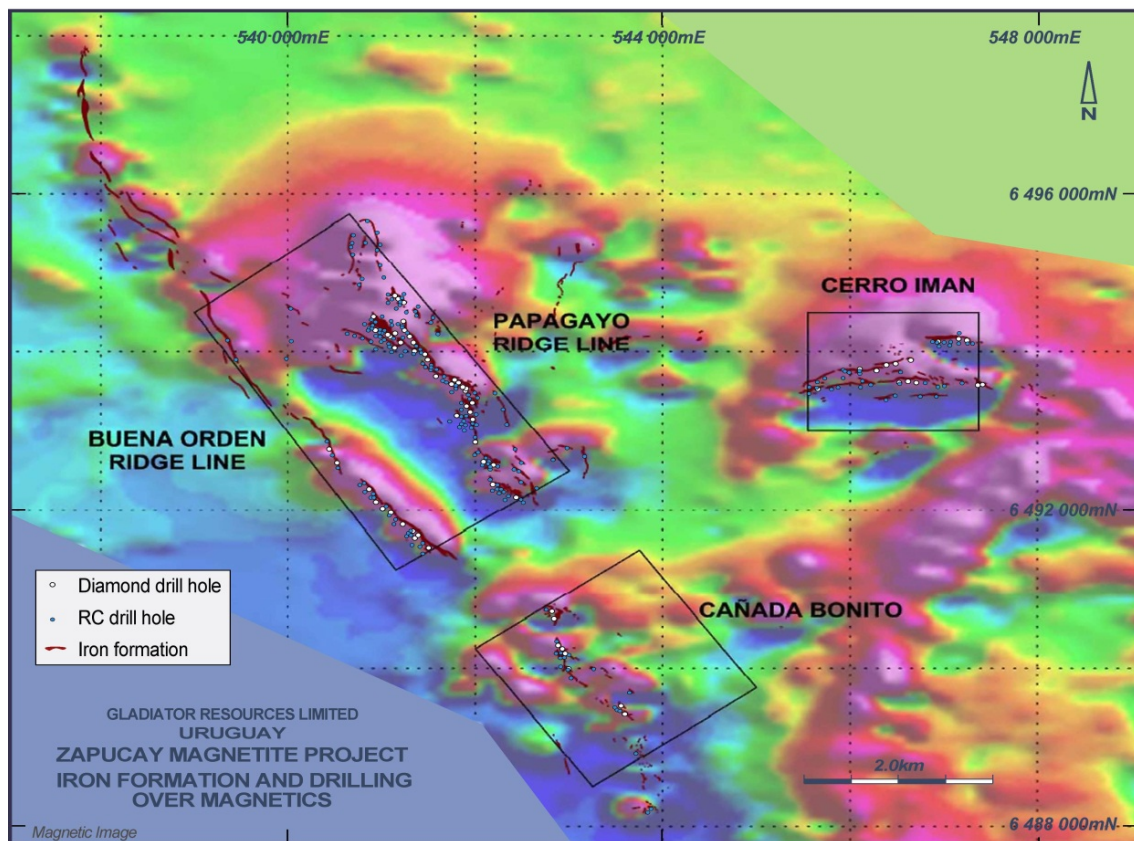 540 000mE
544 000mE
548 000mE
N
6 496 000mN
CERRO IMAN
PAPAGAYO
RIDGE LINE
BUENA ORDEN
RIDGE LINE
6 492 000mN
Diamond drill hole
RC drill hole
Iron formation
CAÑADA BONITO
GLADIATOR RESOURCES LIMITED
URUGUAY
ZAPUCAY MAGNETITE PROJECT
IRON FORMATION AND DRILLING
OVER MAGNETICS
2.0km
6 488 000mN
Magnetic Image